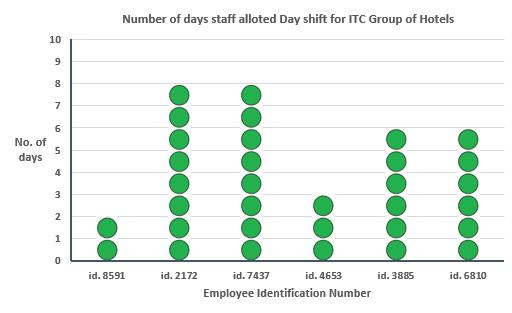 Number of days staff alloted Day shift for ITC Group of Hotels
10
9
8
7
6
5
4
3
2
1
0
No. of
days
id. 8591 id. 2172 id. 7437 id. 4653 id. 3885 id. 6810
Employee Identification Number